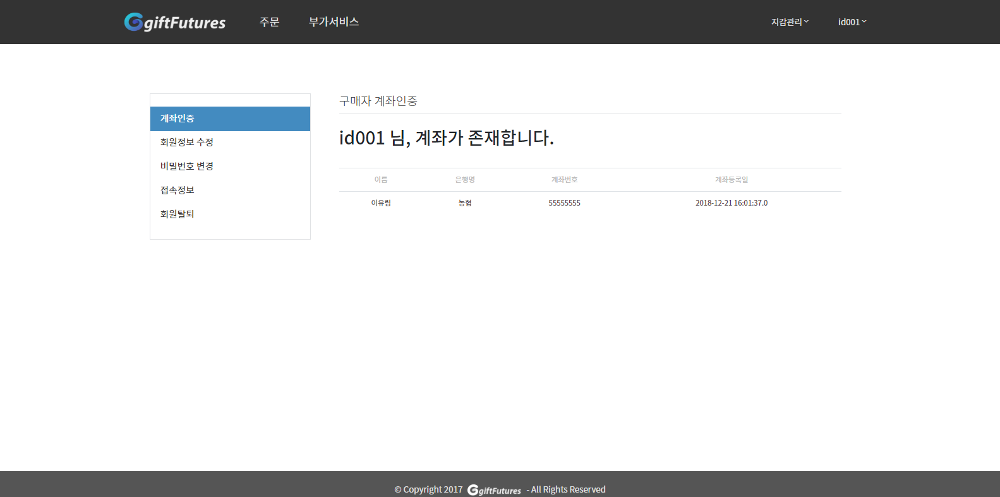 giftFutures 주문 부가서비스 지갑관리 id001
계좌인증
회원정보 수정
비밀번호 변경
접속정보
회원탈퇴
구매자 계좌인증
id001 님, 계좌가 존재합니다.
이름 은행명 계좌번호 계좌등록일
이유림 농협 55555555 2018-12-21 16:01:37.0
© Copyright 2017 giftFutures - All Rights Reserved